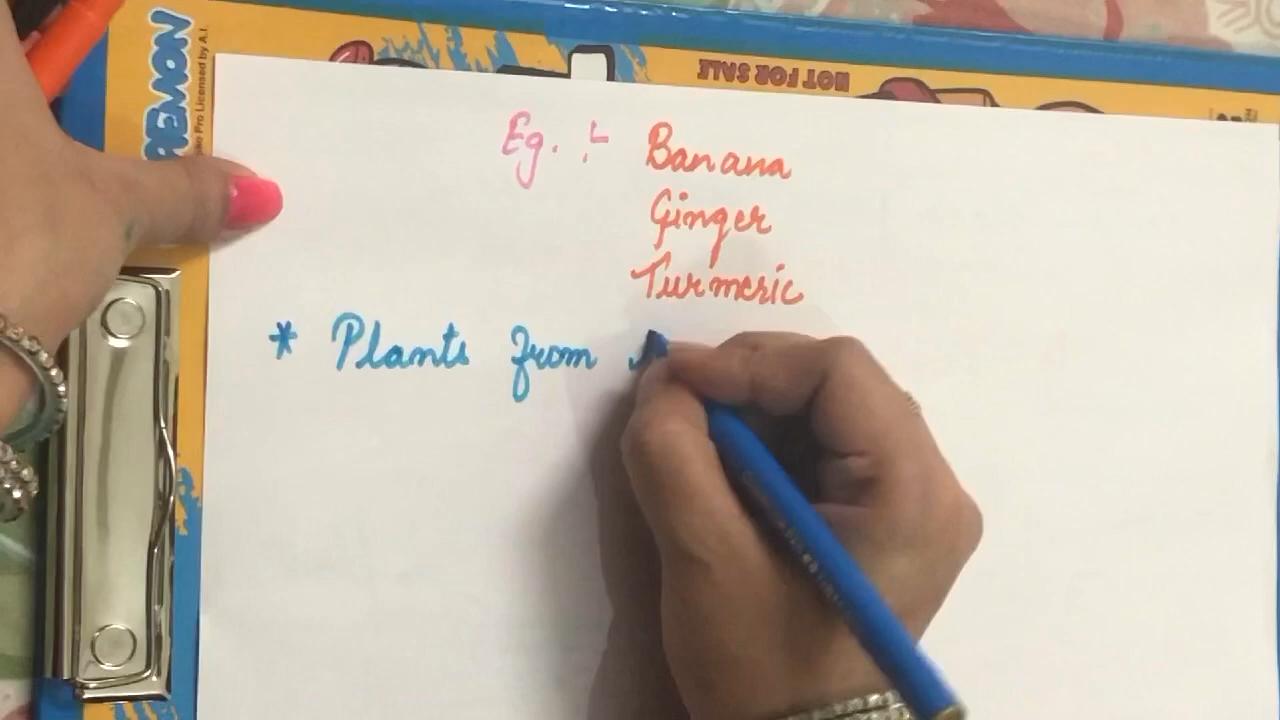 NOT FOR SALE
Eg. :- Banana
Ginger
Turmeric
* Plants from